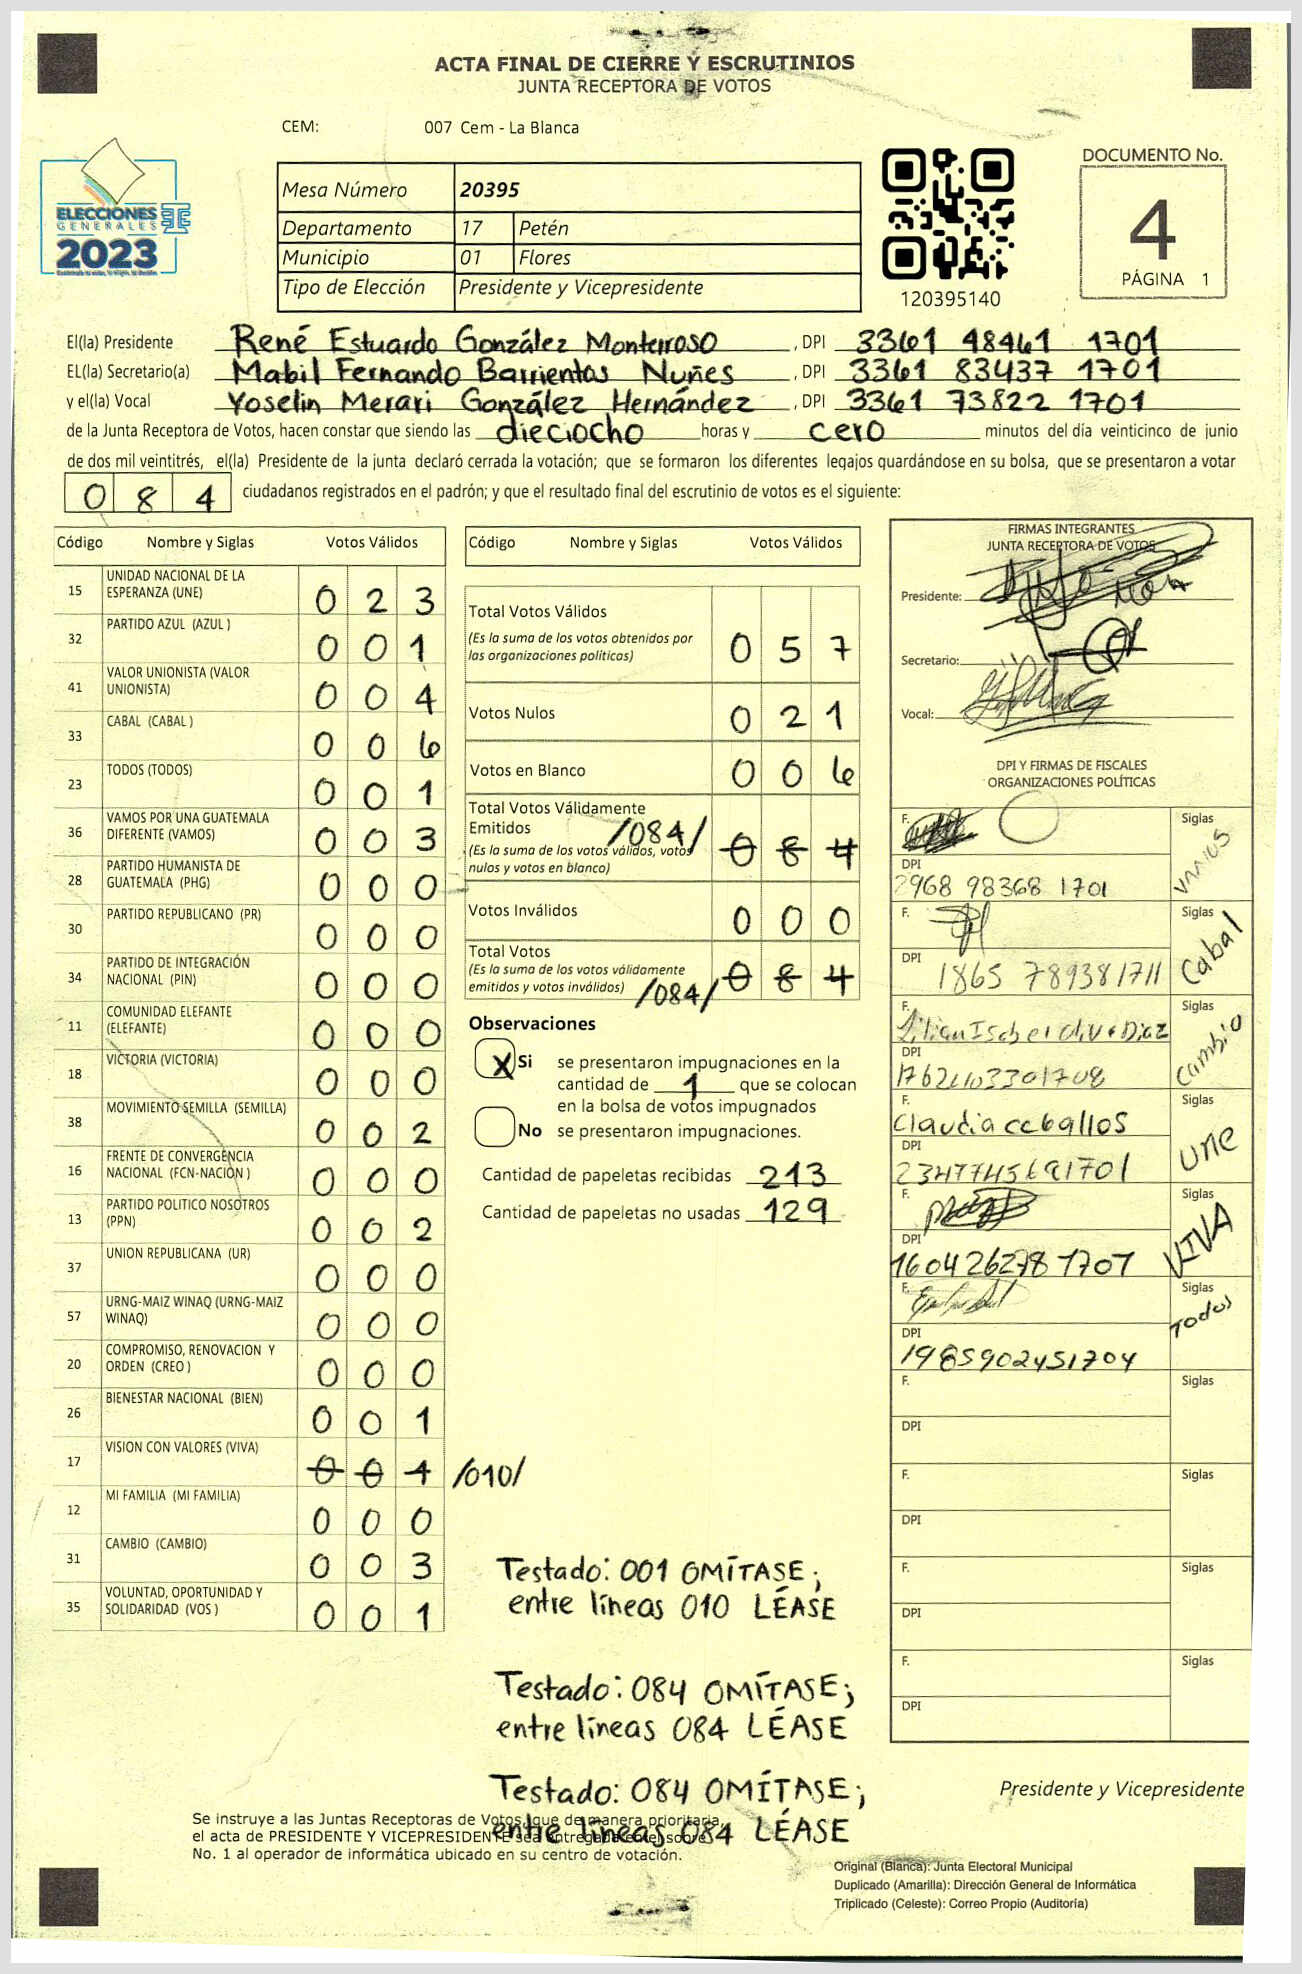 ACTA FINAL DE CIERRE Y ESCRUTINIOS
JUNTA RECEPTORA DE VOTOS
CEM: 007 Cem - La Blanca
ELECCIONES
GENERALES
2023
Mesa Número 20395
Departamento 17 Petén
Municipio 01 Flores
Tipo de Elección Presidente y Vicepresidente
120395140
DOCUMENTO No.
4
PÁGINA 1
El(la) Presidente René Estuardo González Monterroso , DPI 3361 48461 1701
EL(la) Secretario(a) Mabil Fernando Barrientos Nuñes , DPI 3361 83437 1701
y el(la) Vocal Yoselin Merari González Hernández , DPI 3361 73822 1701
de la Junta Receptora de Votos, hacen constar que siendo las dieciocho horas y cero minutos del día veinticinco de junio
de dos mil veintitrés, el(la) Presidente de la junta declaró cerrada la votación; que se formaron los diferentes legajos guardándose en su bolsa, que se presentaron a votar
0 8 4 ciudadanos registrados en el padrón; y que el resultado final del escrutinio de votos es el siguiente:
Código Nombre y Siglas Votos Válidos
15 UNIDAD NACIONAL DE LA
ESPERANZA (UNE) 0 2 3
32 PARTIDO AZUL (AZUL ) 0 0 1
41 VALOR UNIONISTA (VALOR
UNIONISTA) 0 0 4
33 CABAL (CABAL ) 0 0 6
23 TODOS (TODOS) 0 0 1
36 VAMOS POR UNA GUATEMALA
DIFERENTE (VAMOS) 0 0 3
28 PARTIDO HUMANISTA DE
GUATEMALA (PHG) 0 0 0
30 PARTIDO REPUBLICANO (PR) 0 0 0
34 PARTIDO DE INTEGRACIÓN
NACIONAL (PIN) 0 0 0
11 COMUNIDAD ELEFANTE
(ELEFANTE) 0 0 0
18 VICTORIA (VICTORIA) 0 0 0
38 MOVIMIENTO SEMILLA (SEMILLA) 0 0 2
16 FRENTE DE CONVERGENCIA
NACIONAL (FCN-NACIÓN ) 0 0 0
13 PARTIDO POLITICO NOSOTROS
(PPN) 0 0 2
37 UNION REPUBLICANA (UR) 0 0 0
57 URNG-MAIZ WINAQ (URNG-MAIZ
WINAQ) 0 0 0
20 COMPROMISO, RENOVACION Y
ORDEN (CREO ) 0 0 0
26 BIENESTAR NACIONAL (BIEN) 0 0 1
17 VISION CON VALORES (VIVA) 0 0 1 /010/
12 MI FAMILIA (MI FAMILIA) 0 0 0
31 CAMBIO (CAMBIO) 0 0 3
35 VOLUNTAD, OPORTUNIDAD Y
SOLIDARIDAD (VOS ) 0 0 1
Código Nombre y Siglas Votos Válidos
Total Votos Válidos
(Es la suma de los votos obtenidos por
las organizaciones políticas) 0 5 7
Votos Nulos 0 2 1
Votos en Blanco 0 0 6
Total Votos Válidamente
Emitidos /084/
(Es la suma de los votos válidos, votos
nulos y votos en blanco) 0 8 4
Votos Inválidos 0 0 0
Total Votos
(Es la suma de los votos válidamente
emitidos y votos inválidos) /084/ 0 8 4
Observaciones
X Si se presentaron impugnaciones en la
cantidad de 1 que se colocan
en la bolsa de votos impugnados
No se presentaron impugnaciones.
Cantidad de papeletas recibidas 213
Cantidad de papeletas no usadas 129
Testado: 001 OMÍTASE;
entre líneas 010 LÉASE
Testado: 084 OMÍTASE;
entre líneas 084 LÉASE
Testado: 084 OMÍTASE;
entre líneas 084 LÉASE
FIRMAS INTEGRANTES
JUNTA RECEPTORA DE VOTOS
Presidente:
Secretario:
Vocal:
DPI Y FIRMAS DE FISCALES
ORGANIZACIONES POLÍTICAS
F. Siglas
DPI
2968 98368 1701
F. Siglas Cabal
DPI
1865 789381711
F. Siglas Cambio
DPI
F. Claudia ceballos Siglas une
DPI
F. Siglas VIVA
DPI
160426278 1707
F. Siglas Todos
DPI
1985902451704
F. Siglas
DPI
F. Siglas
DPI
F. Siglas
DPI
F. Siglas
DPI
Presidente y Vicepresidente
Se instruye a las Juntas Receptoras de Votos, que de manera prioritaria,
el acta de PRESIDENTE Y VICEPRESIDENTE sea entregada en el sobre
No. 1 al operador de informática ubicado en su centro de votación.
Original (Blanca): Junta Electoral Municipal
Duplicado (Amarilla): Dirección General de Informática
Triplicado (Celeste): Correo Propio (Auditoría)